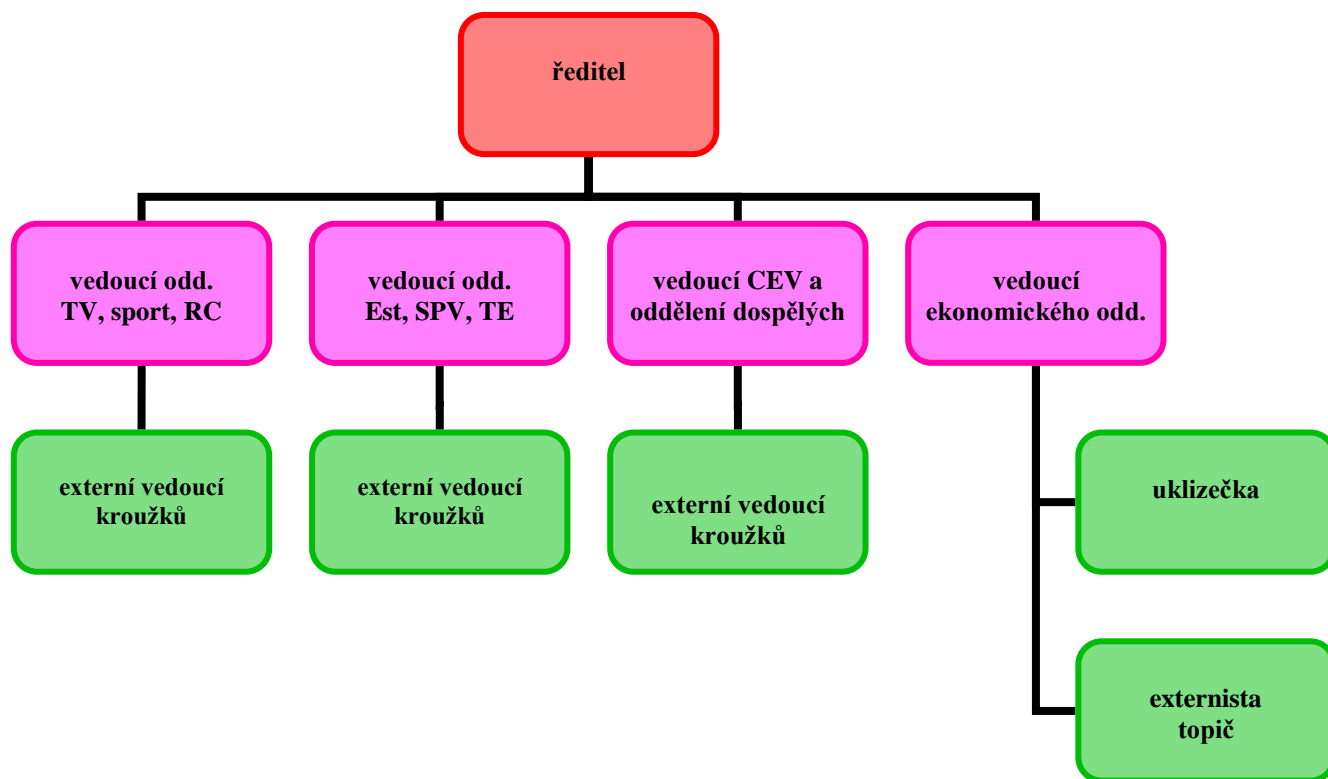 ředitel
vedoucí odd.
TV, sport, RC
vedoucí odd.
Est, SPV, TE
vedoucí CEV a
oddělení dospělých
vedoucí
ekonomického odd.
externí vedoucí
kroužků
externí vedoucí
kroužků
externí vedoucí
kroužků
uklizečka
externista
topič